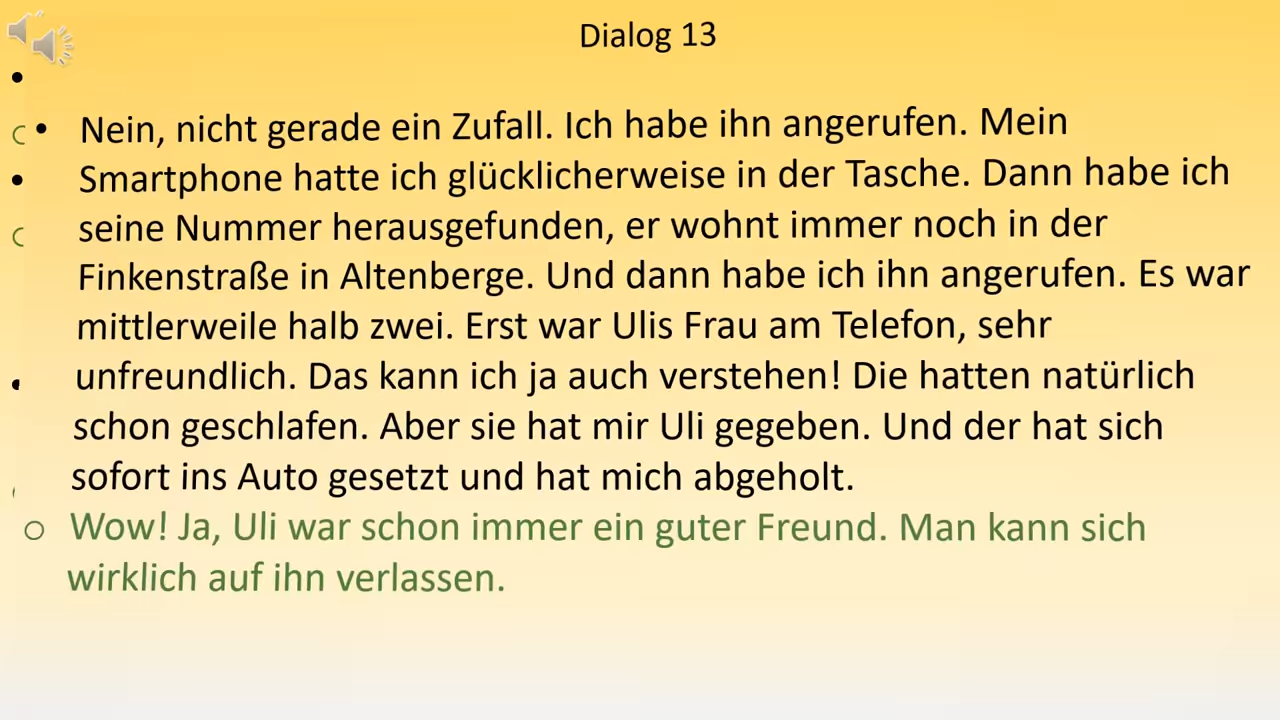 Dialog 13
• Nein, nicht gerade ein Zufall. Ich habe ihn angerufen. Mein
Smartphone hatte ich glücklicherweise in der Tasche. Dann habe ich
seine Nummer herausgefunden, er wohnt immer noch in der
Finkenstraße in Altenberge. Und dann habe ich ihn angerufen. Es war
mittlerweile halb zwei. Erst war Ulis Frau am Telefon, sehr
unfreundlich. Das kann ich ja auch verstehen! Die hatten natürlich
schon geschlafen. Aber sie hat mir Uli gegeben. Und der hat sich
sofort ins Auto gesetzt und hat mich abgeholt.
o Wow! Ja, Uli war schon immer ein guter Freund. Man kann sich
wirklich auf ihn verlassen.